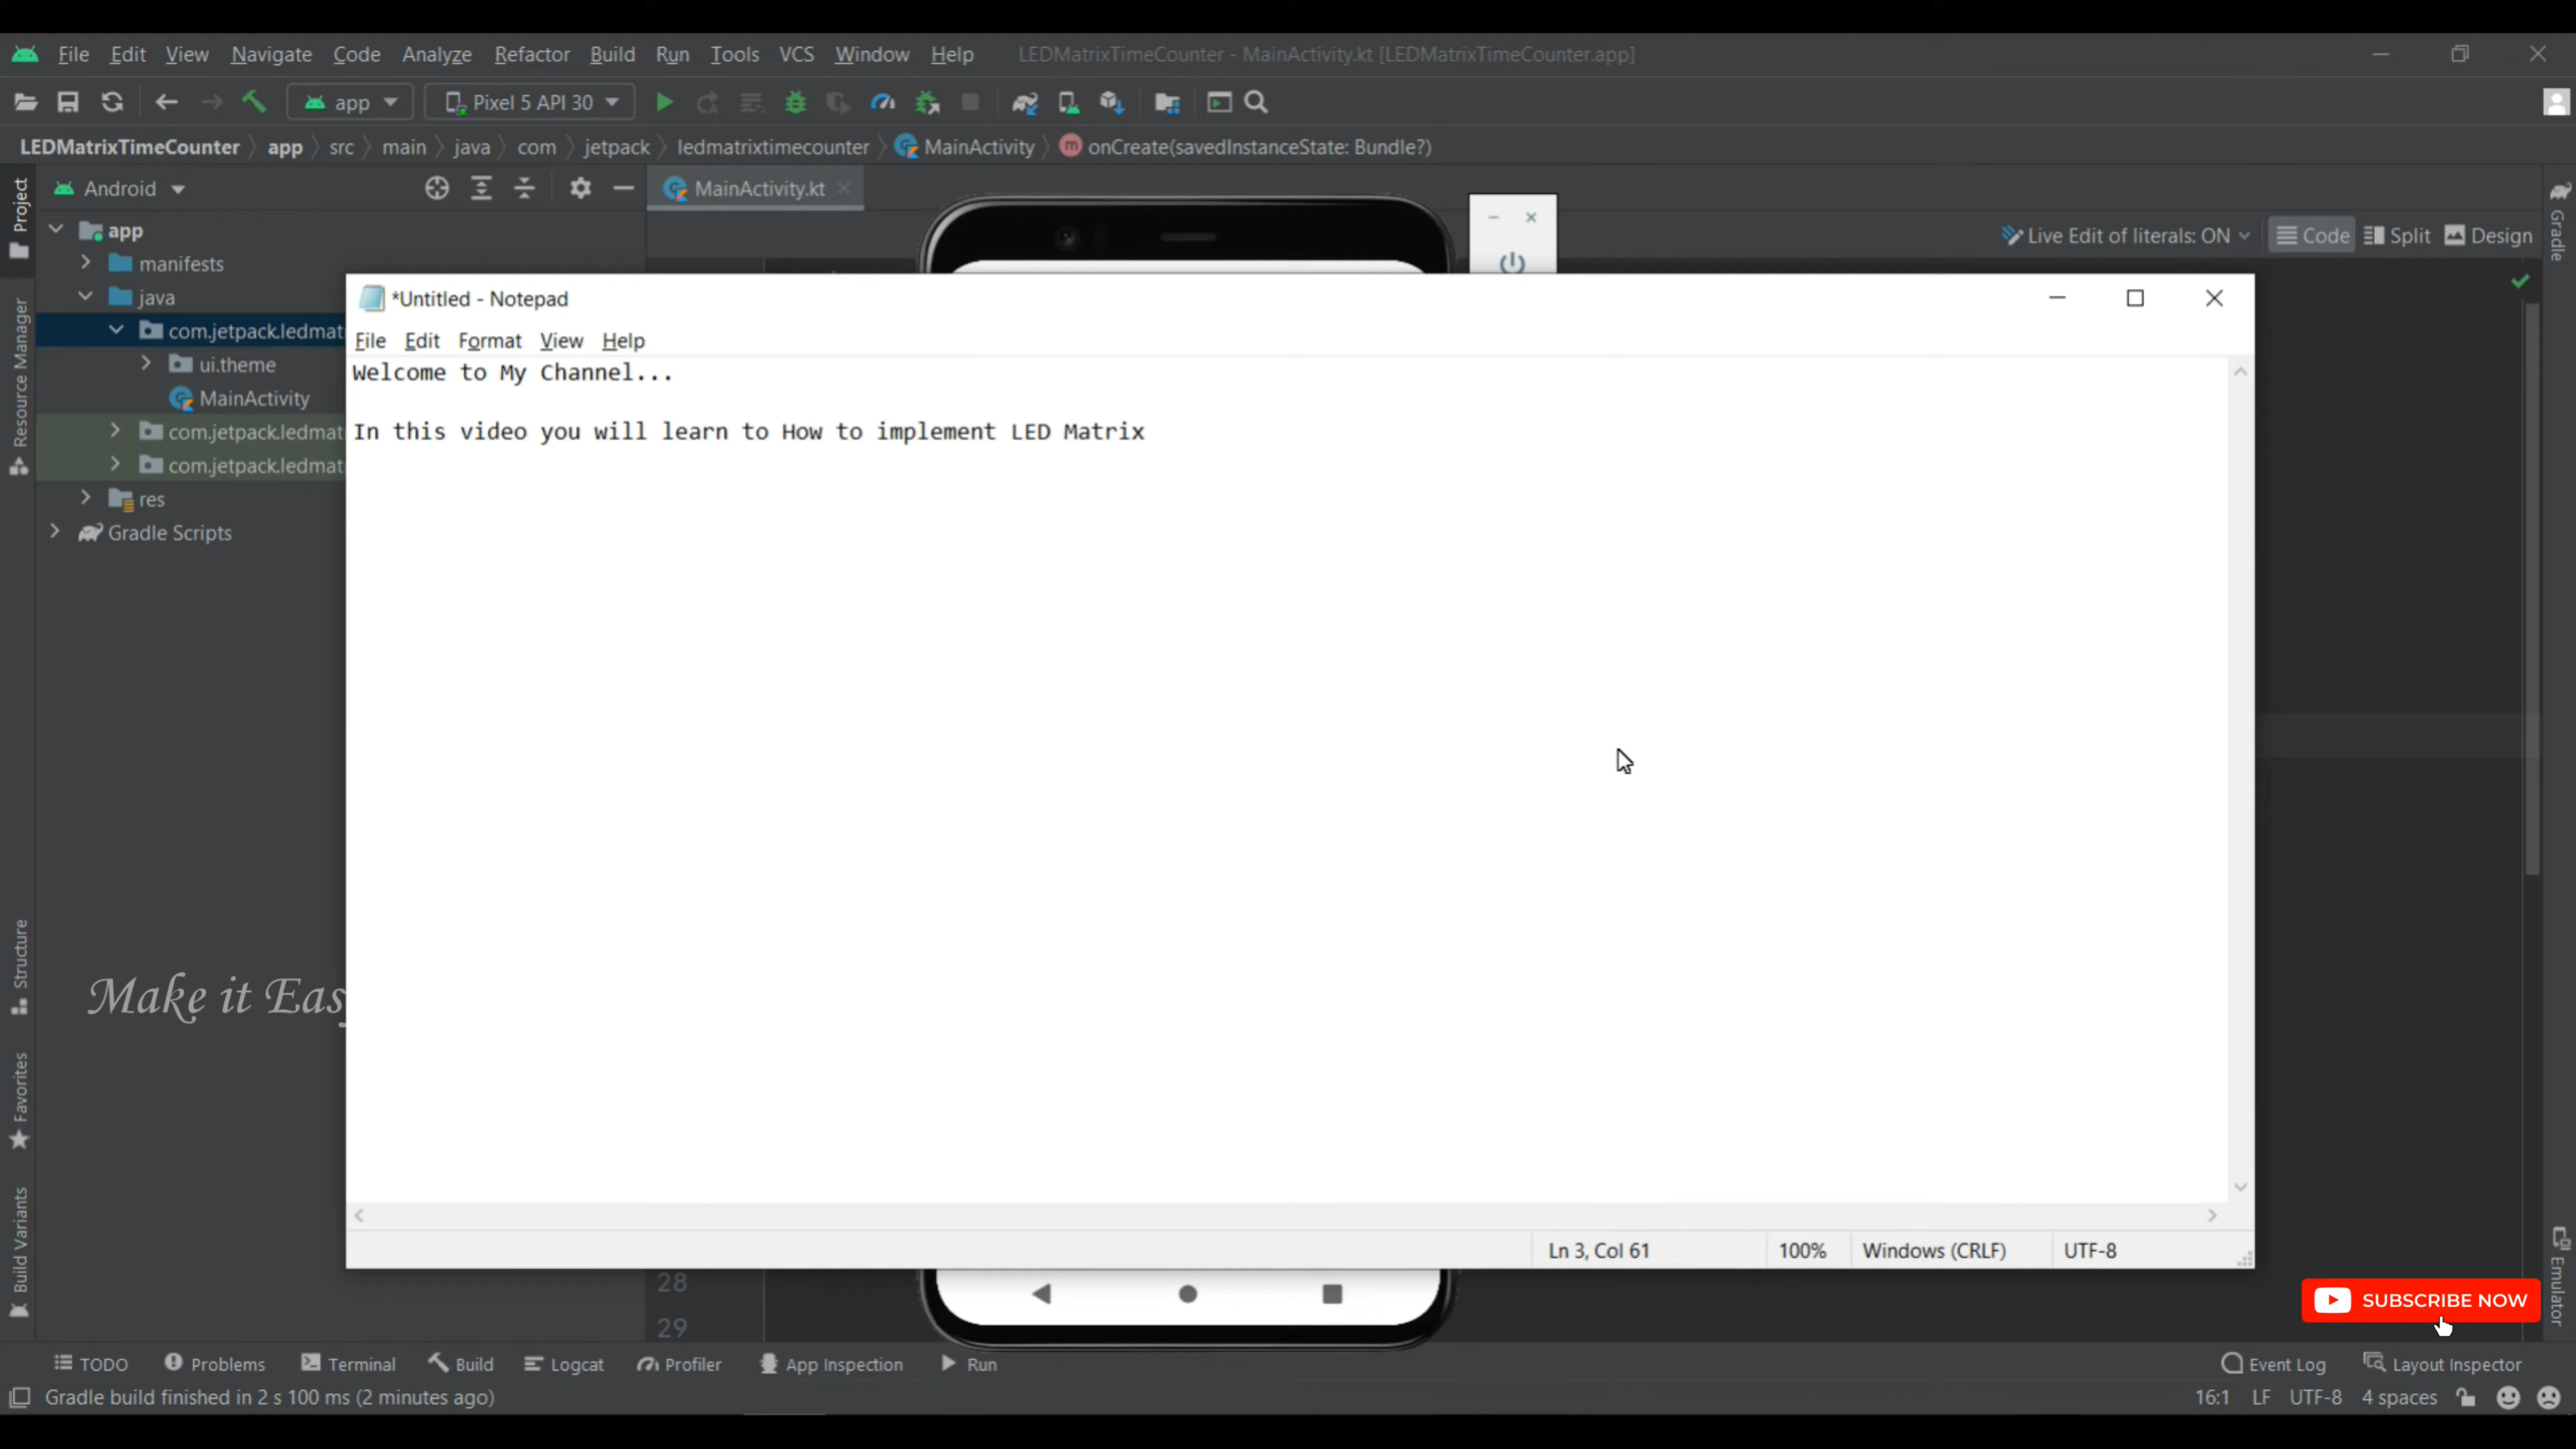 File Edit View Navigate Code Analyze Refactor Build Run Tools VCS Window Help LEDMatrixTimeCounter - MainActivity.kt [LEDMatrixTimeCounter.app]
app Pixel 5 API 30
LEDMatrixTimeCounter app src main java com jetpack ledmatrixtimecounter MainActivity onCreate(savedInstanceState: Bundle?)
Project
Android
MainActivity.kt
Gradle
app
Live Edit of literals: ON Code Split Design
manifests
java
com.jetpack.ledmat
ui.theme
MainActivity
com.jetpack.ledmat
com.jetpack.ledmat
res
Gradle Scripts
Resource Manager
*Untitled - Notepad
File Edit Format View Help
Welcome to My Channel...
In this video you will learn to How to implement LED Matrix
Ln 3, Col 61 100% Windows (CRLF) UTF-8
Structure
Make it Easy
Favorites
Build Variants
28
29
SUBSCRIBE NOW
Emulator
TODO Problems Terminal Build Logcat Profiler App Inspection Run Event Log Layout Inspector
Gradle build finished in 2 s 100 ms (2 minutes ago) 16:1 LF UTF-8 4 spaces